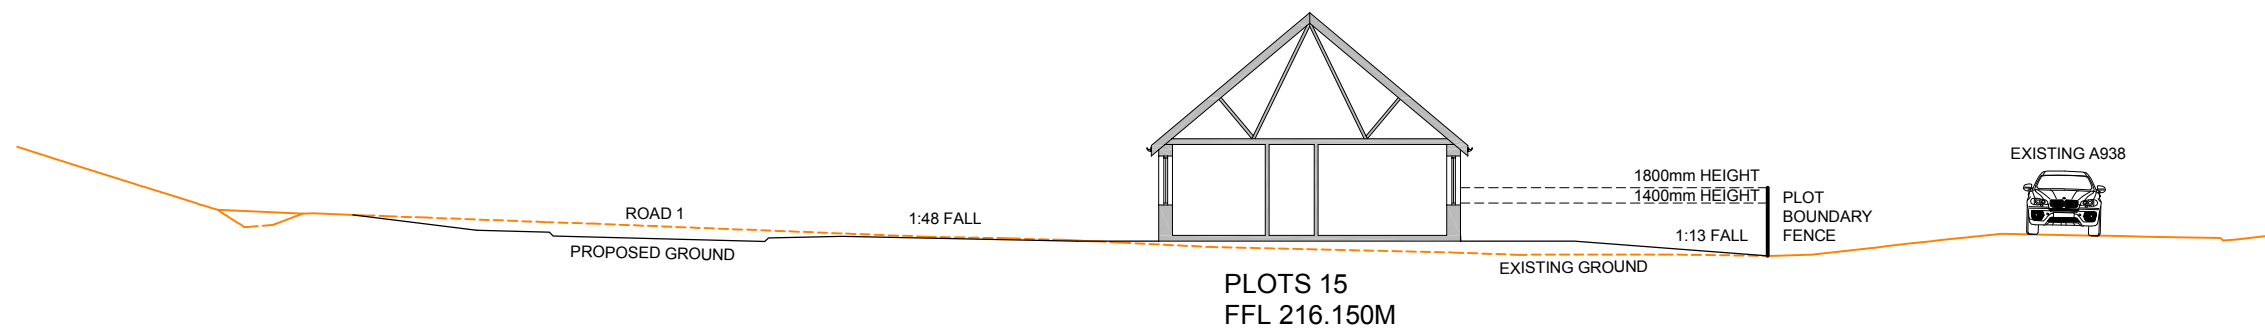 ROAD 1
PROPOSED GROUND
1:48 FALL
PLOTS 15
FFL 216.150M
1800mm HEIGHT
1400mm HEIGHT
1:13 FALL
EXISTING GROUND
PLOT
BOUNDARY
FENCE
EXISTING A938